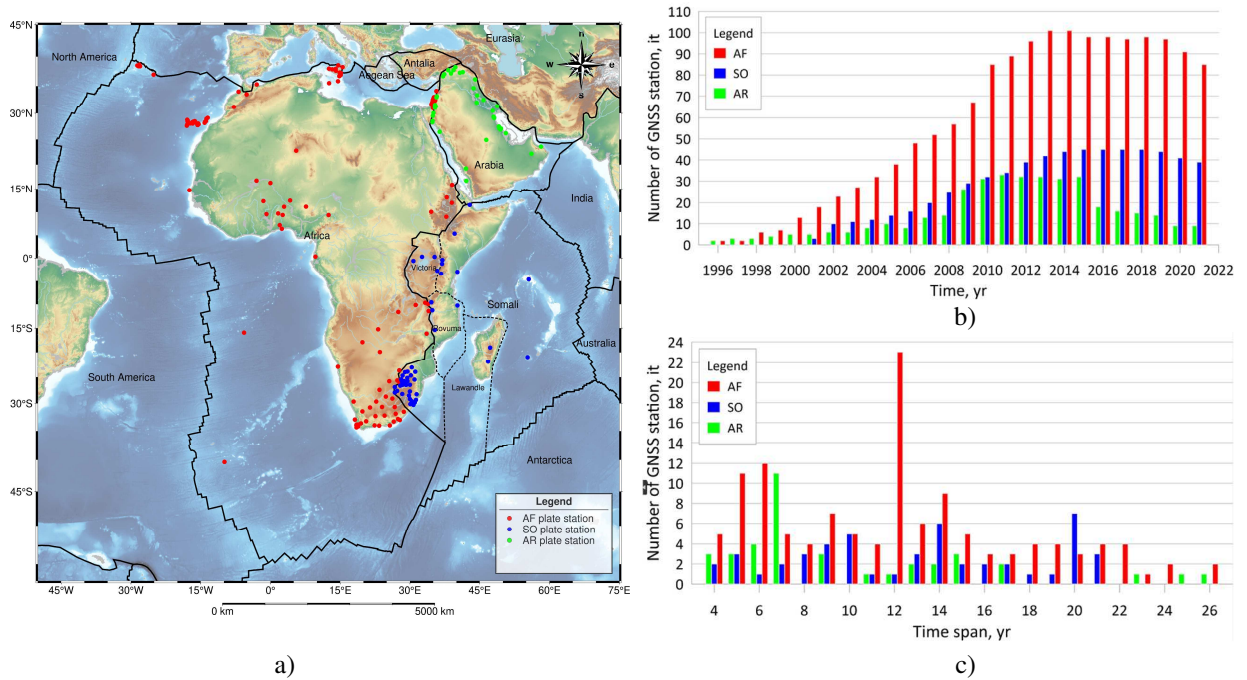 45°N
30°N
15°N
0°
15°S
30°S
45°S
North America
Eurasia
Antalia
Aegean Sea
n
w
e
s
Arabia
India
Africa
Victoria
Somali
Rovuma
Australia
South America
Lawandle
Antarctica
Legend
AF plate station
SO plate station
AR plate station
45°W
30°W
15°W
0°
15°E
30°E
45°E
60°E
75°E
0 km
5000 km
a)
Number of GNSS station, it
110
100
90
80
70
60
50
40
30
20
10
0
Legend
AF
SO
AR
1996 1998 2000 2002 2004 2006 2008 2010 2012 2014 2016 2018 2020 2022
Time, yr
b)
Number of GNSS station, it
24
22
20
18
16
14
12
10
8
6
4
2
0
Legend
AF
SO
AR
4 6 8 10 12 14 16 18 20 22 24 26
Time span, yr
c)